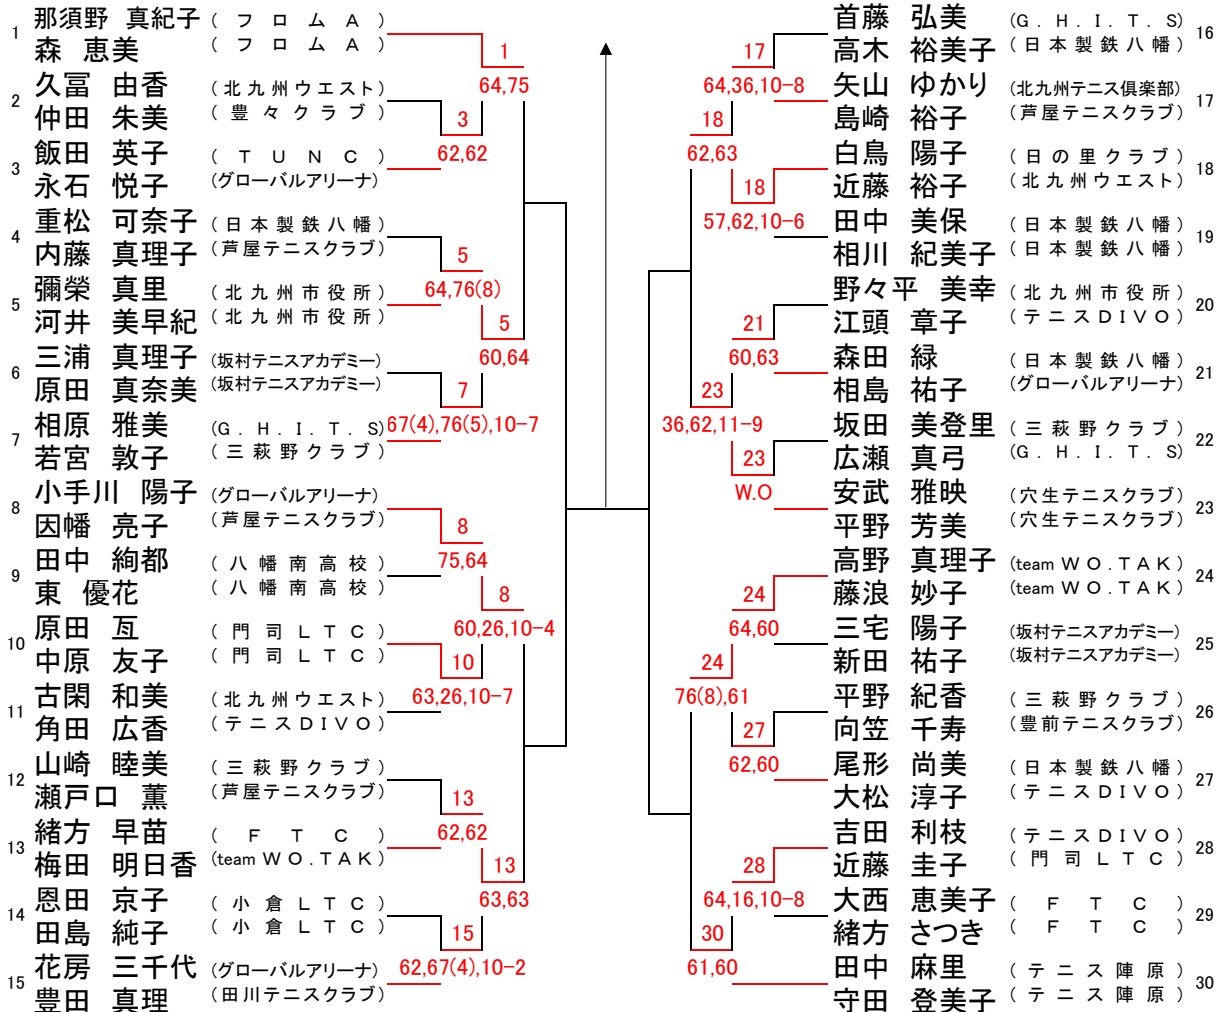 1 那須野 真紀子 (フロムA)
森 恵美 (フロムA)
2 久冨 由香 (北九州ウエスト)
仲田 朱美 (豊々クラブ)
3 飯田 英子 (TUNC)
永石 悦子 (グローバルアリーナ)
4 重松 可奈子 (日本製鉄八幡)
内藤 真理子 (芦屋テニスクラブ)
5 彌榮 真里 (北九州市役所)
河井 美早紀 (北九州市役所)
6 三浦 真理子 (坂村テニスアカデミー)
原田 真奈美 (坂村テニスアカデミー)
7 相原 雅美 (G.H.I.T.S)
若宮 敦子 (三萩野クラブ)
8 小手川 陽子 (グローバルアリーナ)
因幡 亮子 (芦屋テニスクラブ)
9 田中 絢都 (八幡南高校)
東 優花 (八幡南高校)
10 原田 亙 (門司LTC)
中原 友子 (門司LTC)
11 古閑 和美 (北九州ウエスト)
角田 広香 (テニスDIVO)
12 山崎 睦美 (三萩野クラブ)
瀬戸口 薫 (芦屋テニスクラブ)
13 緒方 早苗 (FTC)
梅田 明日香 (team WO.TAK)
14 恩田 京子 (小倉LTC)
田島 純子 (小倉LTC)
15 花房 三千代 (グローバルアリーナ)
豊田 真理 (田川テニスクラブ)
1
64,75
3
62,62
5
64,76(8)
5
60,64
7
67(4),76(5),10-7
8
75,64
8
60,26,10-4
10
63,26,10-7
13
62,62
13
63,63
15
62,67(4),10-2
17
64,36,10-8
18
62,63
18
57,62,10-6
21
60,63
23
36,62,11-9
23
W.O
24
64,60
24
76(8),61
27
62,60
28
64,16,10-8
30
61,60
首藤 弘美 (G.H.I.T.S) 16
高木 裕美子 (日本製鉄八幡)
矢山 ゆかり (北九州テニス倶楽部) 17
島崎 裕子 (芦屋テニスクラブ)
白鳥 陽子 (日の里クラブ) 18
近藤 裕子 (北九州ウエスト)
田中 美保 (日本製鉄八幡) 19
相川 紀美子 (日本製鉄八幡)
野々平 美幸 (北九州市役所) 20
江頭 章子 (テニスDIVO)
森田 緑 (日本製鉄八幡) 21
相島 祐子 (グローバルアリーナ)
坂田 美登里 (三萩野クラブ) 22
広瀬 真弓 (G.H.I.T.S)
安武 雅映 (穴生テニスクラブ) 23
平野 芳美 (穴生テニスクラブ)
高野 真理子 (team WO.TAK) 24
藤浪 妙子 (team WO.TAK)
三宅 陽子 (坂村テニスアカデミー) 25
新田 祐子 (坂村テニスアカデミー)
平野 紀香 (三萩野クラブ) 26
向笠 千寿 (豊前テニスクラブ)
尾形 尚美 (日本製鉄八幡) 27
大松 淳子 (テニスDIVO)
吉田 利枝 (テニスDIVO) 28
近藤 圭子 (門司LTC)
大西 恵美子 (FTC) 29
緒方 さつき (FTC)
田中 麻里 (テニス陣原) 30
守田 登美子 (テニス陣原)